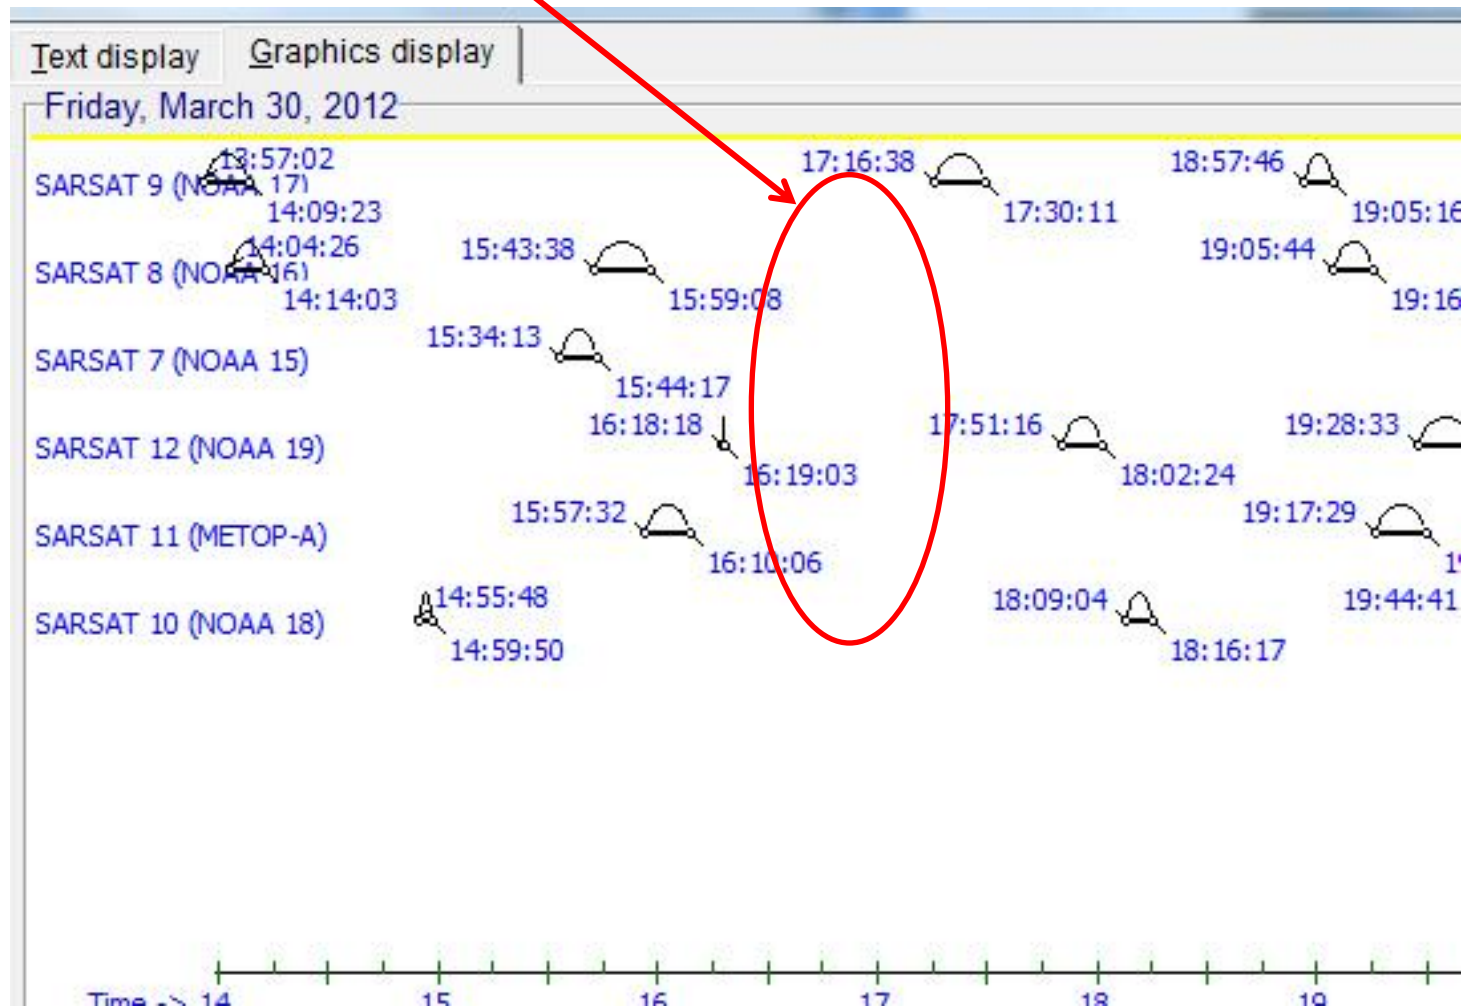 Text display Graphics display
Friday, March 30, 2012
13:57:02 17:16:38 18:57:46
SARSAT 9 (NOAA 17)
14:09:23 17:30:11 19:05:16
14:04:26 15:43:38 19:05:44
SARSAT 8 (NOAA 16)
14:14:03 15:59:08 19:16
15:34:13
SARSAT 7 (NOAA 15)
15:44:17
16:18:18 17:51:16 19:28:33
SARSAT 12 (NOAA 19)
16:19:03 18:02:24
15:57:32 19:17:29
SARSAT 11 (METOP-A)
16:10:06 19
14:55:48 18:09:04 19:44:41
SARSAT 10 (NOAA 18)
14:59:50 18:16:17
Time -> 14 15 16 17 18 19